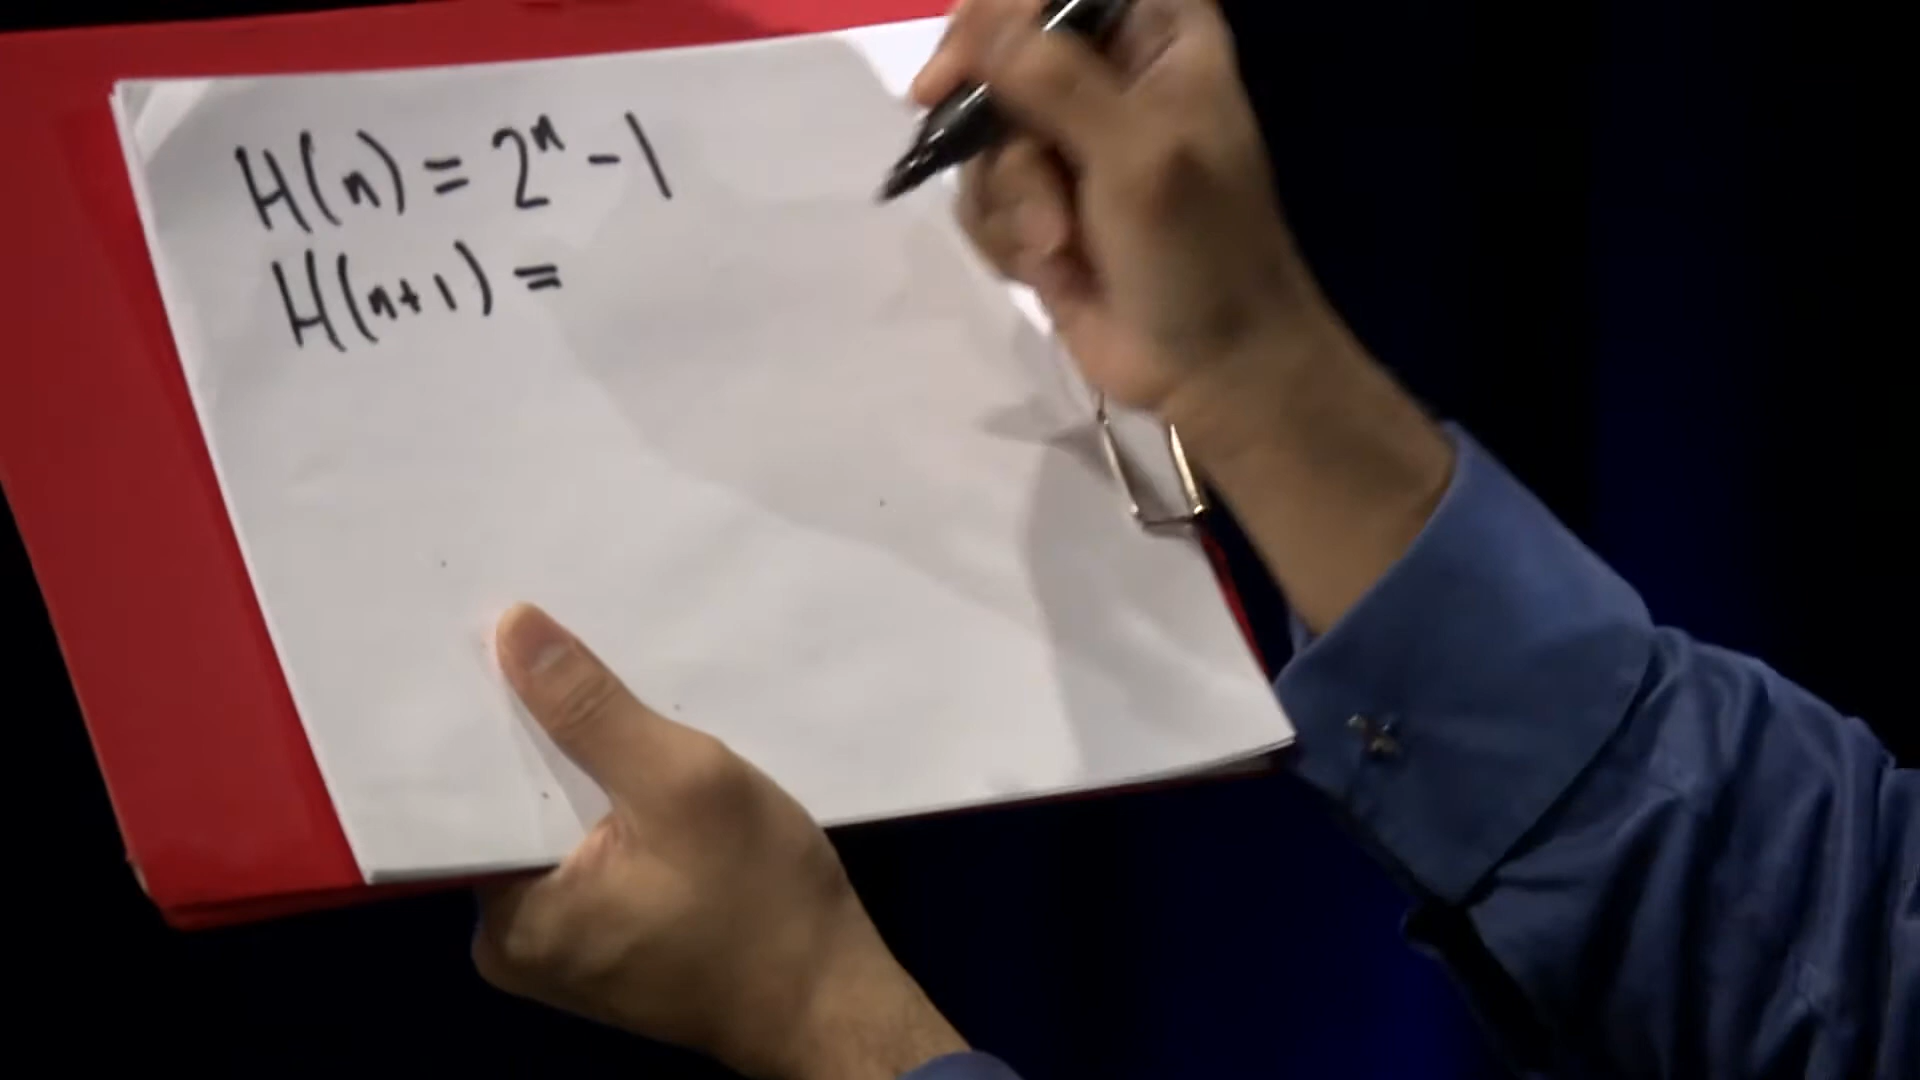 H(n) = 2ⁿ - 1
H(n+1) =